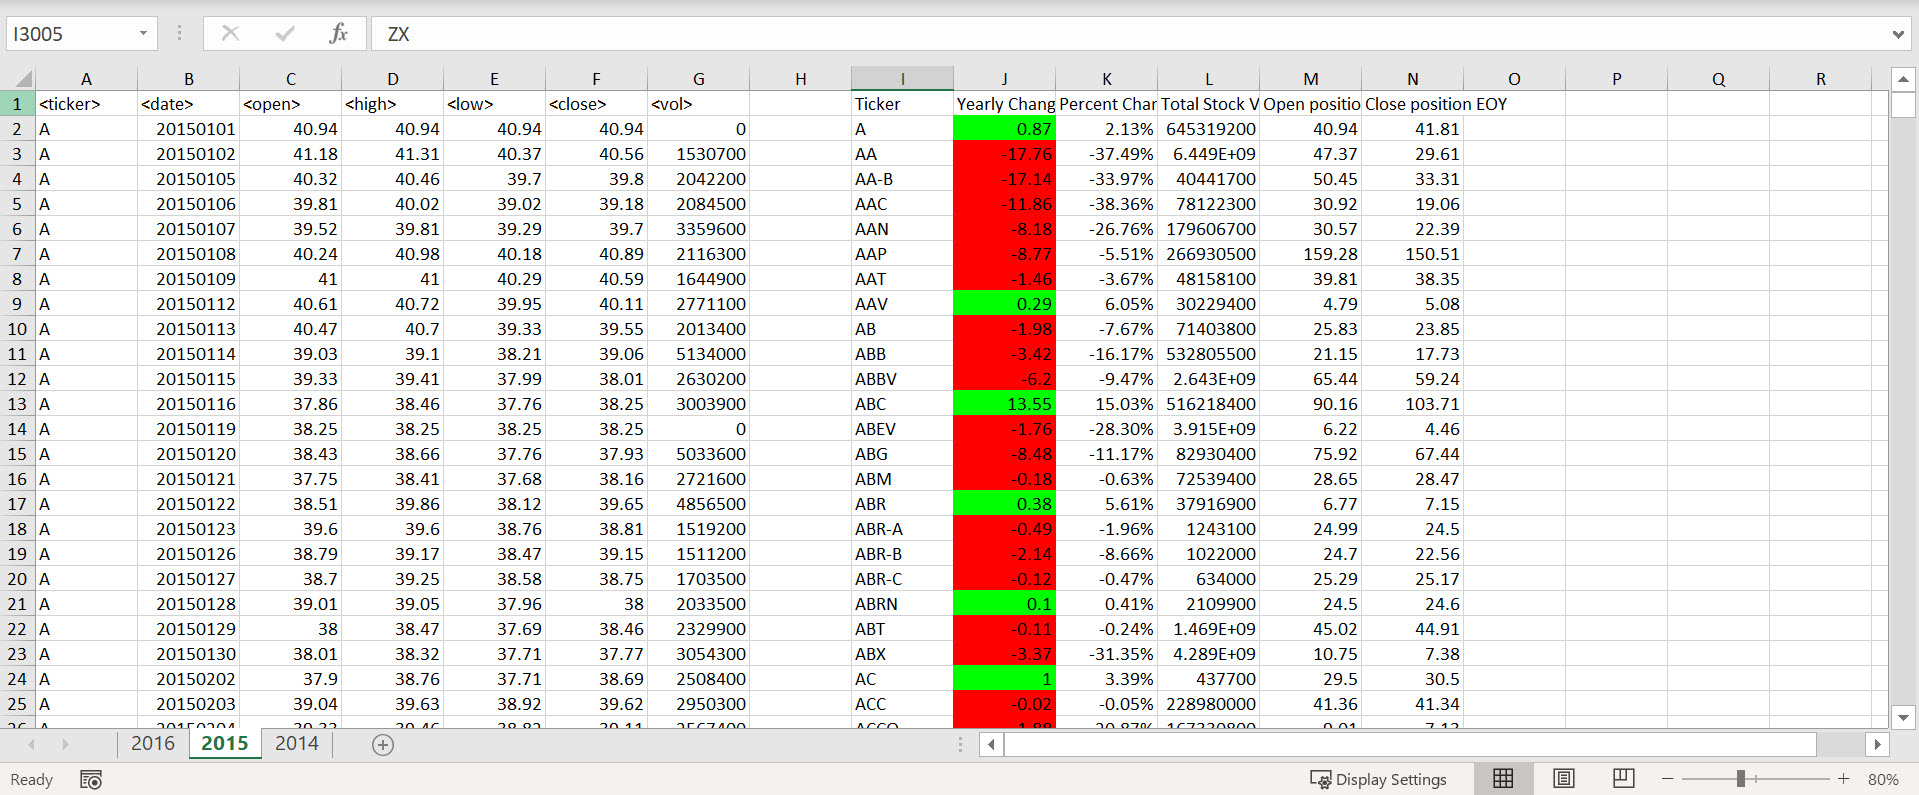 I3005 fx ZX
A B C D E F G H I J K L M N O P Q R
1 <ticker> <date> <open> <high> <low> <close> <vol> Ticker Yearly Chang Percent Char Total Stock V Open positio Close position EOY
2 A 20150101 40.94 40.94 40.94 40.94 0 A 0.87 2.13% 645319200 40.94 41.81
3 A 20150102 41.18 41.31 40.37 40.56 1530700 AA -17.76 -37.49% 6.449E+09 47.37 29.61
4 A 20150105 40.32 40.46 39.7 39.8 2042200 AA-B -17.14 -33.97% 40441700 50.45 33.31
5 A 20150106 39.81 40.02 39.02 39.18 2084500 AAC -11.86 -38.36% 78122300 30.92 19.06
6 A 20150107 39.52 39.81 39.29 39.7 3359600 AAN -8.18 -26.76% 179606700 30.57 22.39
7 A 20150108 40.24 40.98 40.18 40.89 2116300 AAP -8.77 -5.51% 266930500 159.28 150.51
8 A 20150109 41 41 40.29 40.59 1644900 AAT -1.46 -3.67% 48158100 39.81 38.35
9 A 20150112 40.61 40.72 39.95 40.11 2771100 AAV 0.29 6.05% 30229400 4.79 5.08
10 A 20150113 40.47 40.7 39.33 39.55 2013400 AB -1.98 -7.67% 71403800 25.83 23.85
11 A 20150114 39.03 39.1 38.21 39.06 5134000 ABB -3.42 -16.17% 532805500 21.15 17.73
12 A 20150115 39.33 39.41 37.99 38.01 2630200 ABBV -6.2 -9.47% 2.643E+09 65.44 59.24
13 A 20150116 37.86 38.46 37.76 38.25 3003900 ABC 13.55 15.03% 516218400 90.16 103.71
14 A 20150119 38.25 38.25 38.25 38.25 0 ABEV -1.76 -28.30% 3.915E+09 6.22 4.46
15 A 20150120 38.43 38.66 37.76 37.93 5033600 ABG -8.48 -11.17% 82930400 75.92 67.44
16 A 20150121 37.75 38.41 37.68 38.16 2721600 ABM -0.18 -0.63% 72539400 28.65 28.47
17 A 20150122 38.51 39.86 38.12 39.65 4856500 ABR 0.38 5.61% 37916900 6.77 7.15
18 A 20150123 39.6 39.6 38.76 38.81 1519200 ABR-A -0.49 -1.96% 1243100 24.99 24.5
19 A 20150126 38.79 39.17 38.47 39.15 1511200 ABR-B -2.14 -8.66% 1022000 24.7 22.56
20 A 20150127 38.7 39.25 38.58 38.75 1703500 ABR-C -0.12 -0.47% 634000 25.29 25.17
21 A 20150128 39.01 39.05 37.96 38 2033500 ABRN 0.1 0.41% 2109900 24.5 24.6
22 A 20150129 38 38.47 37.69 38.46 2329900 ABT -0.11 -0.24% 1.469E+09 45.02 44.91
23 A 20150130 38.01 38.32 37.71 37.77 3054300 ABX -3.37 -31.35% 4.289E+09 10.75 7.38
24 A 20150202 37.9 38.76 37.71 38.69 2508400 AC 1 3.39% 437700 29.5 30.5
25 A 20150203 39.04 39.63 38.92 39.62 2950300 ACC -0.02 -0.05% 228980000 41.36 41.34
2016 2015 2014
Ready Display Settings 80%